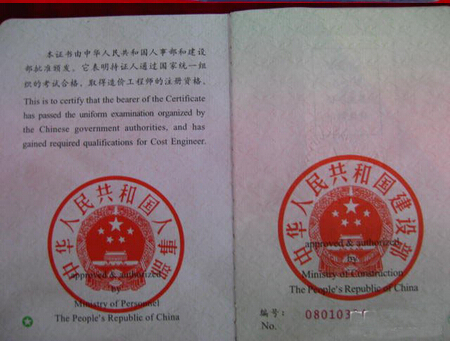 本证书由中华人民共和国人事部和建设
部批准颁发。它表明持证人通过国家统一组
织的考试合格，取得造价工程师的注册资格。
This is to certify that the bearer of the Certificate
has passed the uniform examination organized by
the Chinese government authorities, and has
gained required qualifications for Cost Engineer.
中华人民共和国人事部
approved & authorized
by
Ministry of Personnel
The People's Republic of China
中华人民共和国建设部
approved & authorized
by
Ministry of Construction
The People's Republic of China
编号：
No. 080103